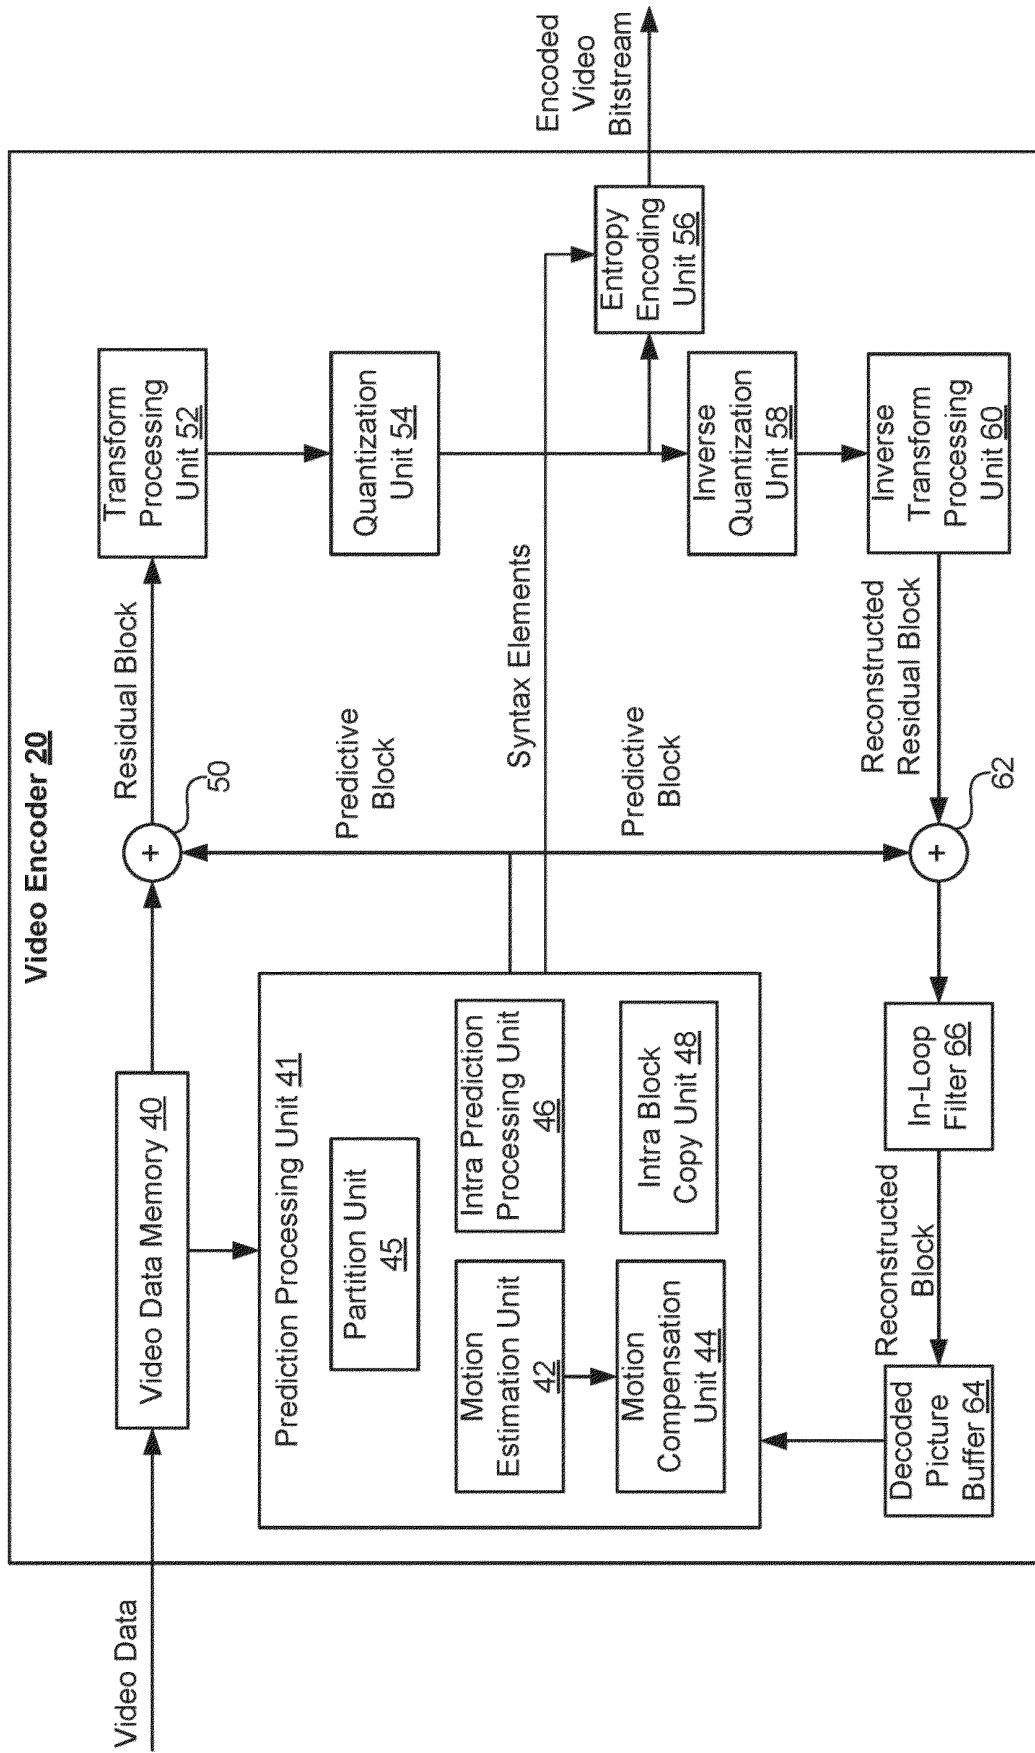 Video Encoder 20
Video Data
Video Data Memory 40
+
50
Residual Block
Transform
Processing
Unit 52
Prediction Processing Unit 41
Partition Unit
45
Motion
Estimation Unit
42
Intra Prediction
Processing Unit
46
Motion
Compensation
Unit 44
Intra Block
Copy Unit 48
Predictive
Block
Quantization
Unit 54
Syntax Elements
Entropy
Encoding
Unit 56
Encoded
Video
Bitstream
Predictive
Block
Inverse
Quantization
Unit 58
Decoded
Picture
Buffer 64
Reconstructed
Block
In-Loop
Filter 66
+
62
Reconstructed
Residual Block
Inverse
Transform
Processing
Unit 60